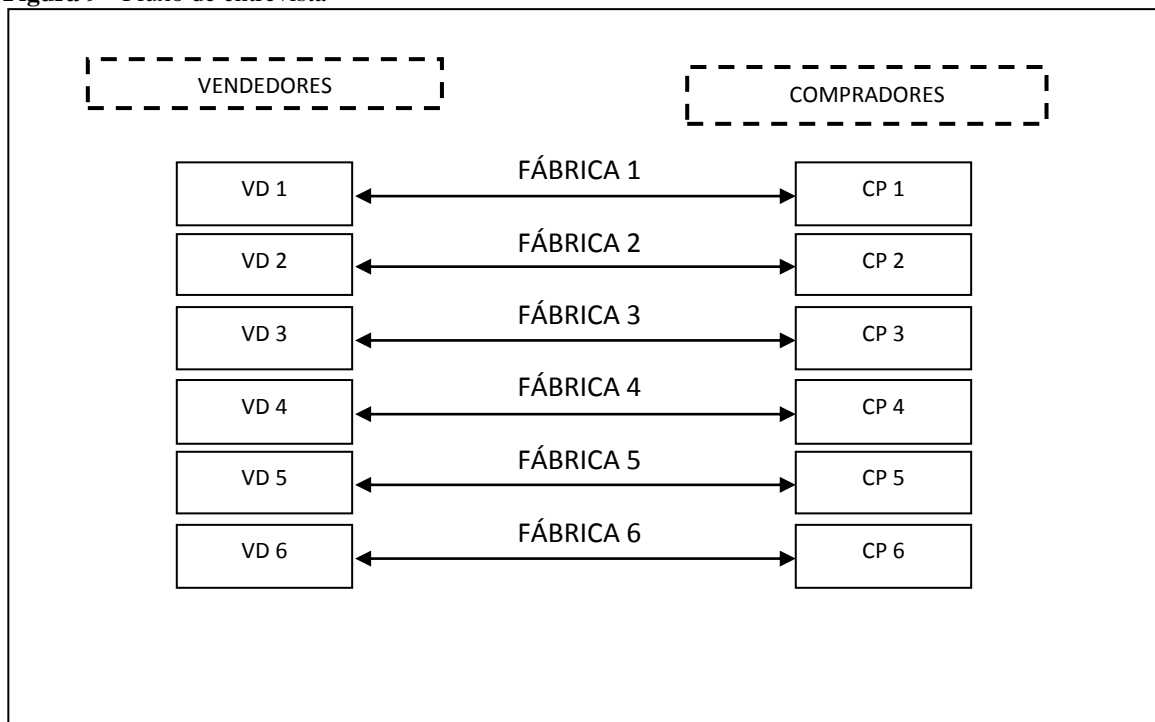 VENDEDORES
COMPRADORES
VD 1 FÁBRICA 1 CP 1
VD 2 FÁBRICA 2 CP 2
VD 3 FÁBRICA 3 CP 3
VD 4 FÁBRICA 4 CP 4
VD 5 FÁBRICA 5 CP 5
VD 6 FÁBRICA 6 CP 6